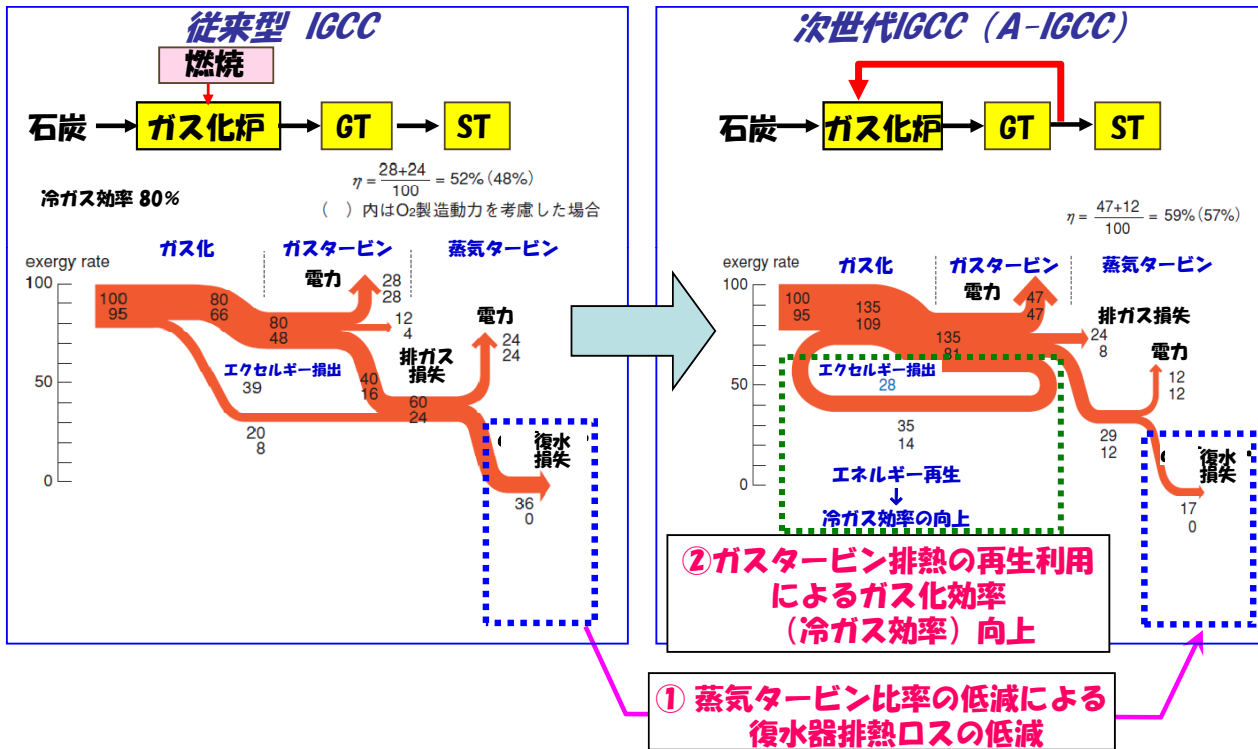 従来型 IGCC
燃焼
石炭
ガス化炉
GT
ST
η = 28+24/100 = 52% (48%)
( ) 内はO₂製造動力を考慮した場合
冷ガス効率 80%
ガス化
ガスタービン
蒸気タービン
exergy rate
100
50
0
100
95
80
66
80
48
電力
28
28
12
4
エクセルギー損出
39
40
16
排ガス
損失
60
24
電力
24
24
20
8
復水
損失
36
0
次世代IGCC (A-IGCC)
石炭
ガス化炉
GT
ST
η = 47+12/100 = 59% (57%)
ガス化
ガスタービン
蒸気タービン
exergy rate
100
50
0
100
95
135
109
135
81
電力
47
47
排ガス損失
24
8
電力
12
12
エクセルギー損出
28
35
14
29
12
エネルギー再生
↓
冷ガス効率の向上
復水
損失
17
0
②ガスタービン排熱の再生利用
によるガス化効率
(冷ガス効率) 向上
① 蒸気タービン比率の低減による
復水器排熱ロスの低減